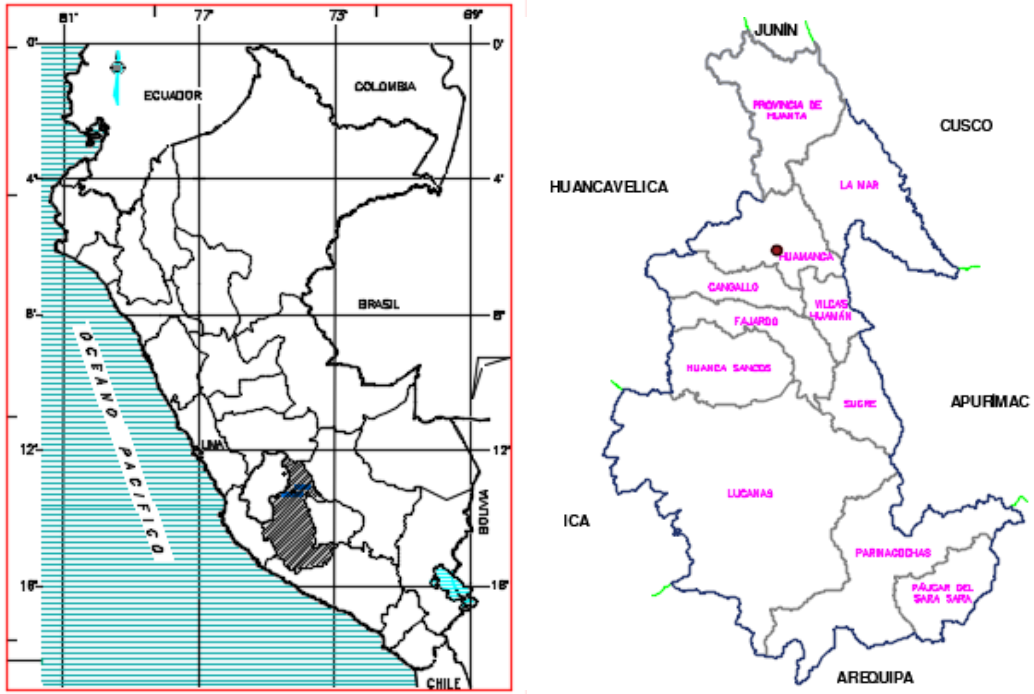 81°
77°
73°
69°
0°
0°
ECUADOR
COLOMBIA
4°
4°
BRASIL
8°
8°
OCEANO PACIFICO
LIMA
12°
12°
BOLIVIA
16°
16°
CHILE
JUNÍN
PROVINCIA DE
HUANTA
CUSCO
HUANCAVELICA
LA MAR
HUAMANGA
CANGALLO
VILCAS
HUAMÁN
FAJARDO
HUANCA SANCOS
SUCRE
APURÍMAC
LUCANAS
ICA
PARINACOCHAS
PÁUCAR DEL
SARA SARA
AREQUIPA